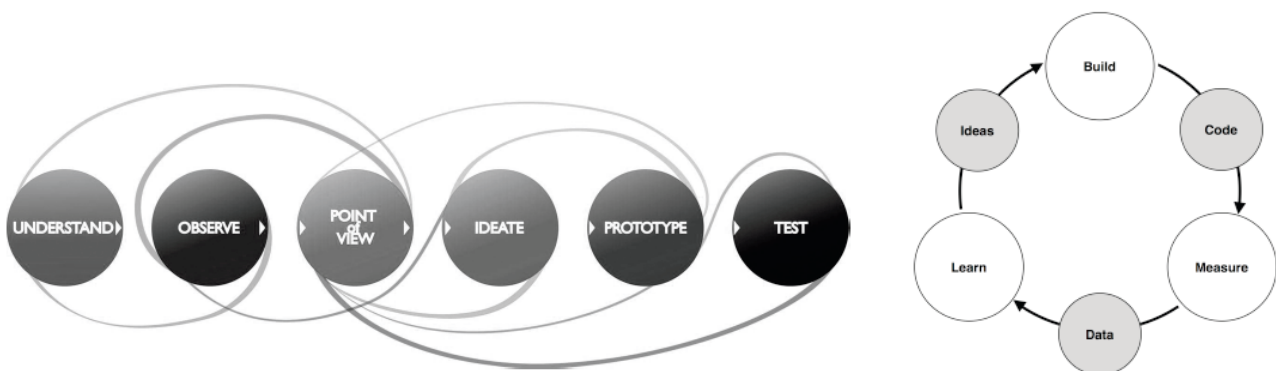 UNDERSTAND
OBSERVE
POINT
of
VIEW
IDEATE
PROTOTYPE
TEST
Build
Code
Measure
Data
Learn
Ideas